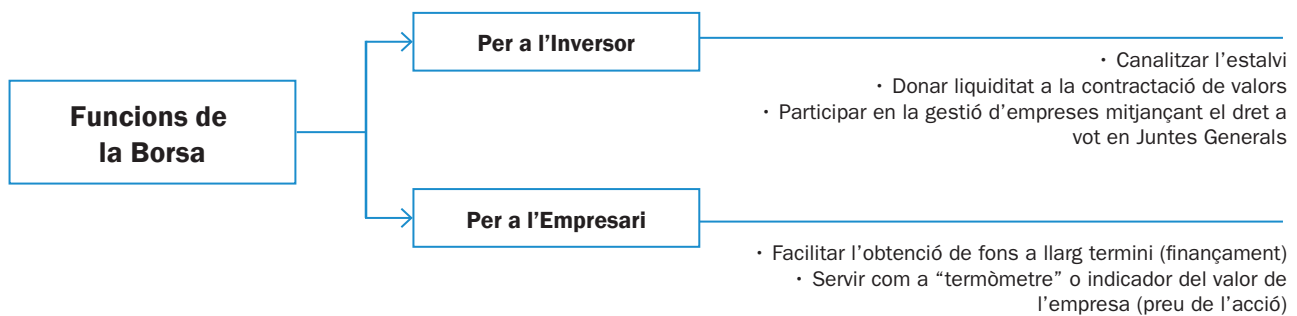 Funcions de
la Borsa
Per a l’Inversor
· Canalitzar l’estalvi
· Donar liquiditat a la contractació de valors
· Participar en la gestió d’empreses mitjançant el dret a
vot en Juntes Generals
Per a l’Empresari
· Facilitar l’obtenció de fons a llarg termini (finançament)
· Servir com a “termòmetre” o indicador del valor de
l’empresa (preu de l’acció)